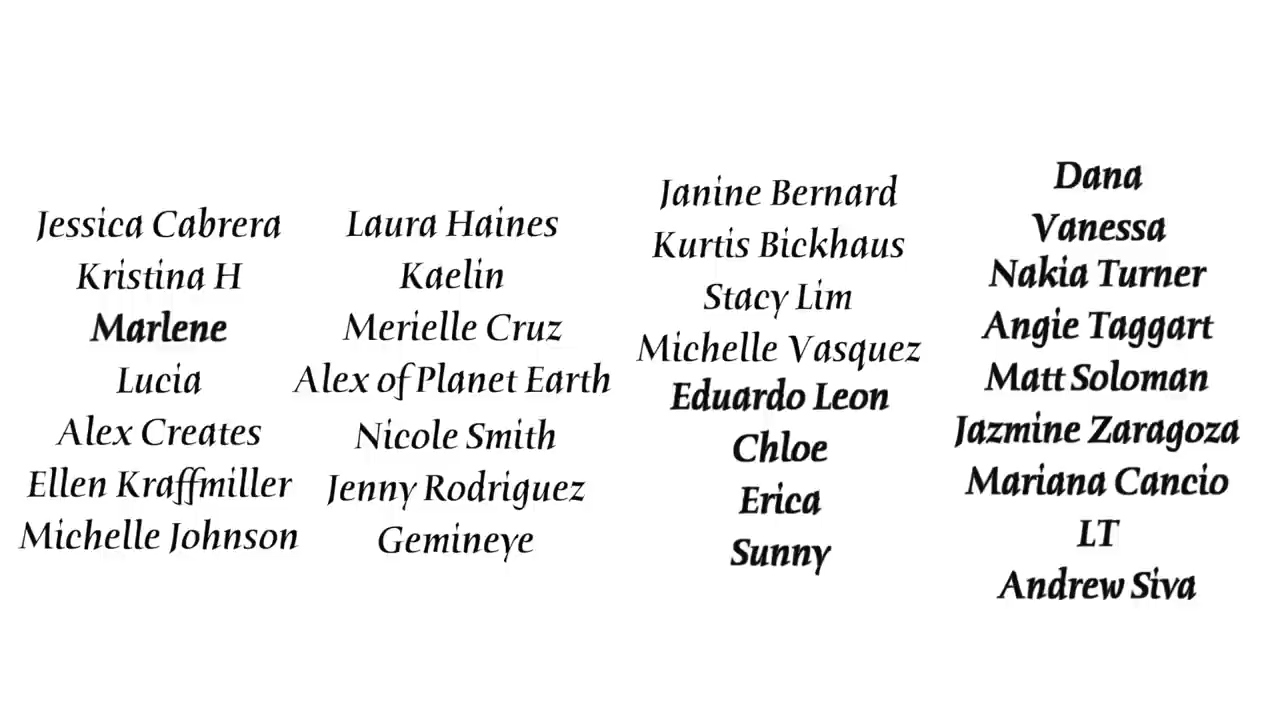 Jessica Cabrera
Kristina H
Marlene
Lucia
Alex Creates
Ellen Kraffmiller
Michelle Johnson
Laura Haines
Kaelin
Merielle Cruz
Alex of Planet Earth
Nicole Smith
Jenny Rodriguez
Gemineye
Janine Bernard
Kurtis Bickhaus
Stacy Lim
Michelle Vasquez
Eduardo Leon
Chloe
Erica
Sunny
Dana
Vanessa
Nakia Turner
Angie Taggart
Matt Soloman
Jazmine Zaragoza
Mariana Cancio
LT
Andrew Siva